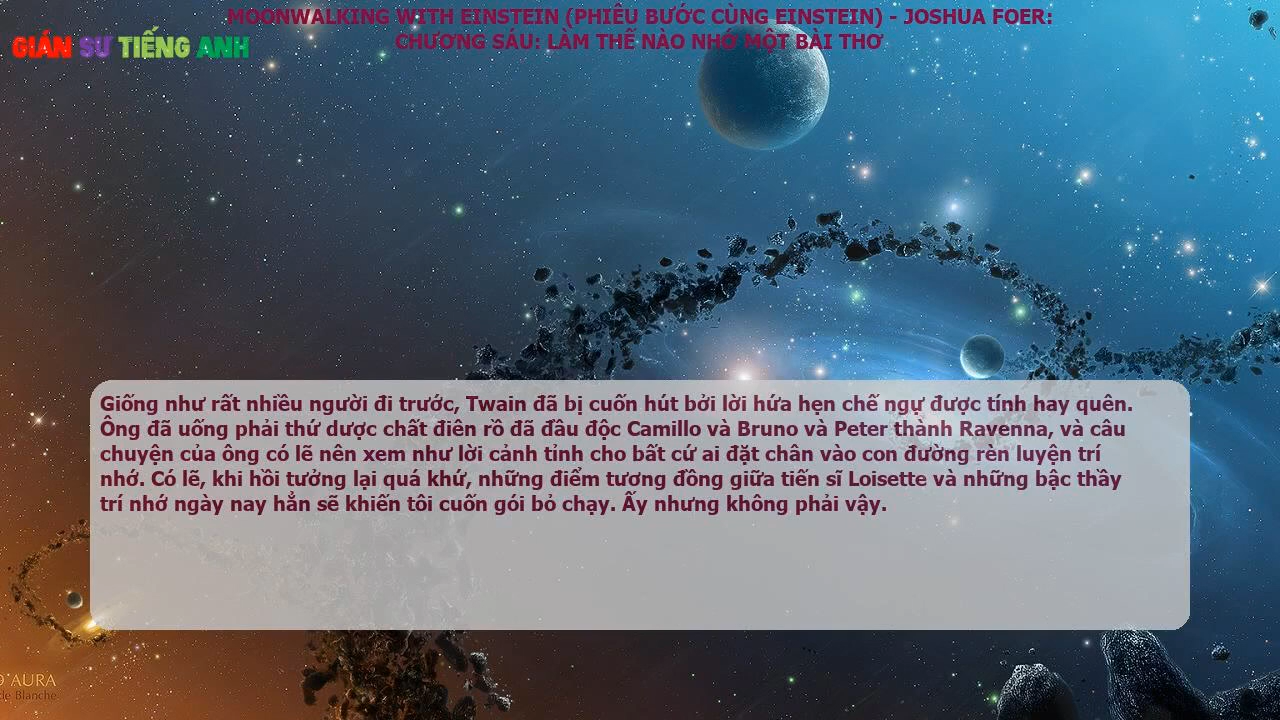 MOONWALKING WITH EINSTEIN (PHIÊU BƯỚC CÙNG EINSTEIN) - JOSHUA FOER:
CHƯƠNG SÁU: LÀM THẾ NÀO NHỚ MỘT BÀI THƠ
GIÁN SƯ TIẾNG ANH
Giống như rất nhiều người đi trước, Twain đã bị cuốn hút bởi lời hứa hẹn chế ngự được tính hay quên.
Ông đã uống phải thứ dược chất điên rồ đã đầu độc Camillo và Bruno và Peter thành Ravenna, và câu
chuyện của ông có lẽ nên xem như lời cảnh tỉnh cho bất cứ ai đặt chân vào con đường rèn luyện trí
nhớ. Có lẽ, khi hồi tưởng lại quá khứ, những điểm tương đồng giữa tiến sĩ Loisette và những bậc thầy
trí nhớ ngày nay hẳn sẽ khiến tôi cuốn gói bỏ chạy. Ấy nhưng không phải vậy.
AURA
Blanche